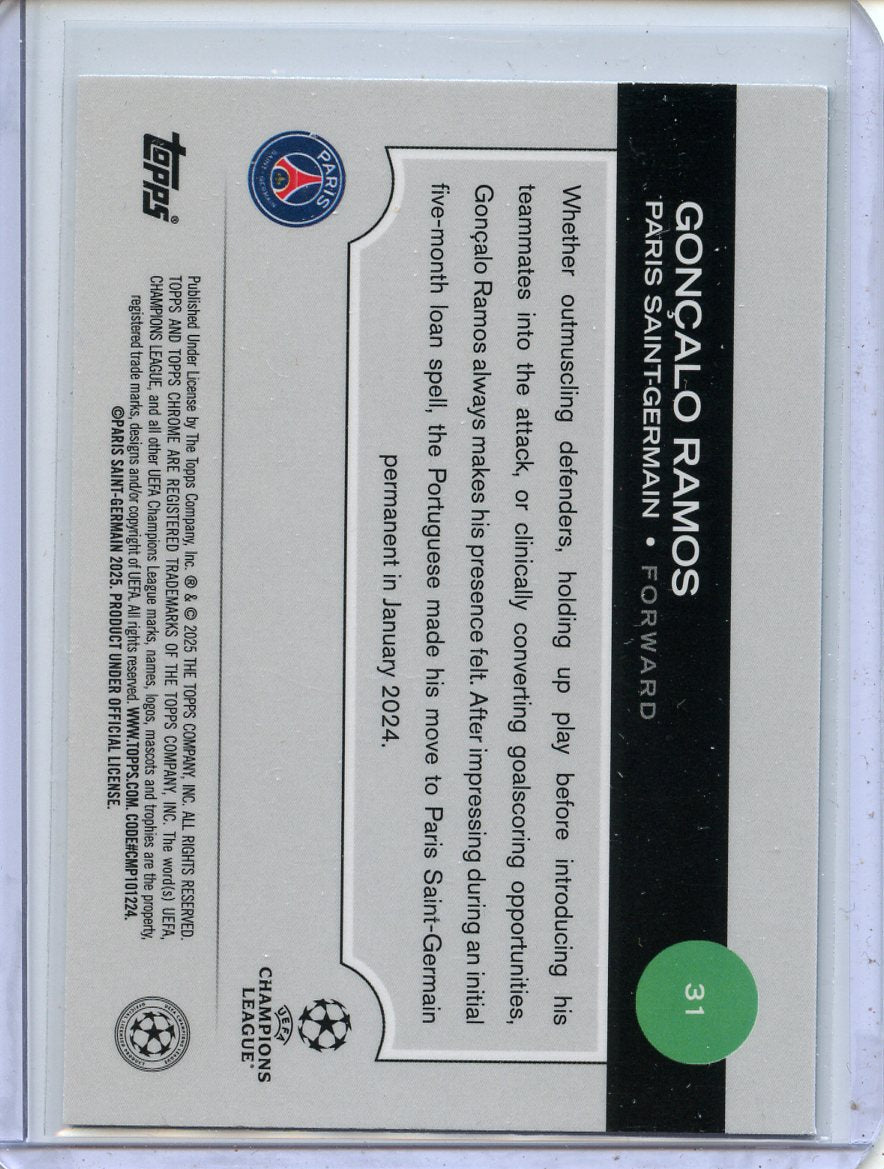 GONÇALO RAMOS
PARIS SAINT-GERMAIN • FORWARD
31
Whether outmuscling defenders, holding up play before introducing his
teammates into the attack, or clinically converting goalscoring opportunities,
Gonçalo Ramos always makes his presence felt. After impressing during an initial
five-month loan spell, the Portuguese made his move to Paris Saint-Germain
permanent in January 2024.
PARIS
SAINT-GERMAIN
UEFA
CHAMPIONS
LEAGUE®
topps®
Published Under License by The Topps Company, Inc. ® & © 2025 THE TOPPS COMPANY, INC. ALL RIGHTS RESERVED.
TOPPS AND TOPPS CHROME ARE REGISTERED TRADEMARKS OF THE TOPPS COMPANY, INC. The word(s) UEFA,
CHAMPIONS LEAGUE, and all other UEFA Champions League marks, names, logos, mascots and trophies are the property,
registered trade marks, designs and/or copyright of UEFA. All rights reserved. WWW.TOPPS.COM. CODE#CMP101224.
©PARIS SAINT-GERMAIN 2025. PRODUCT UNDER OFFICIAL LICENSE.